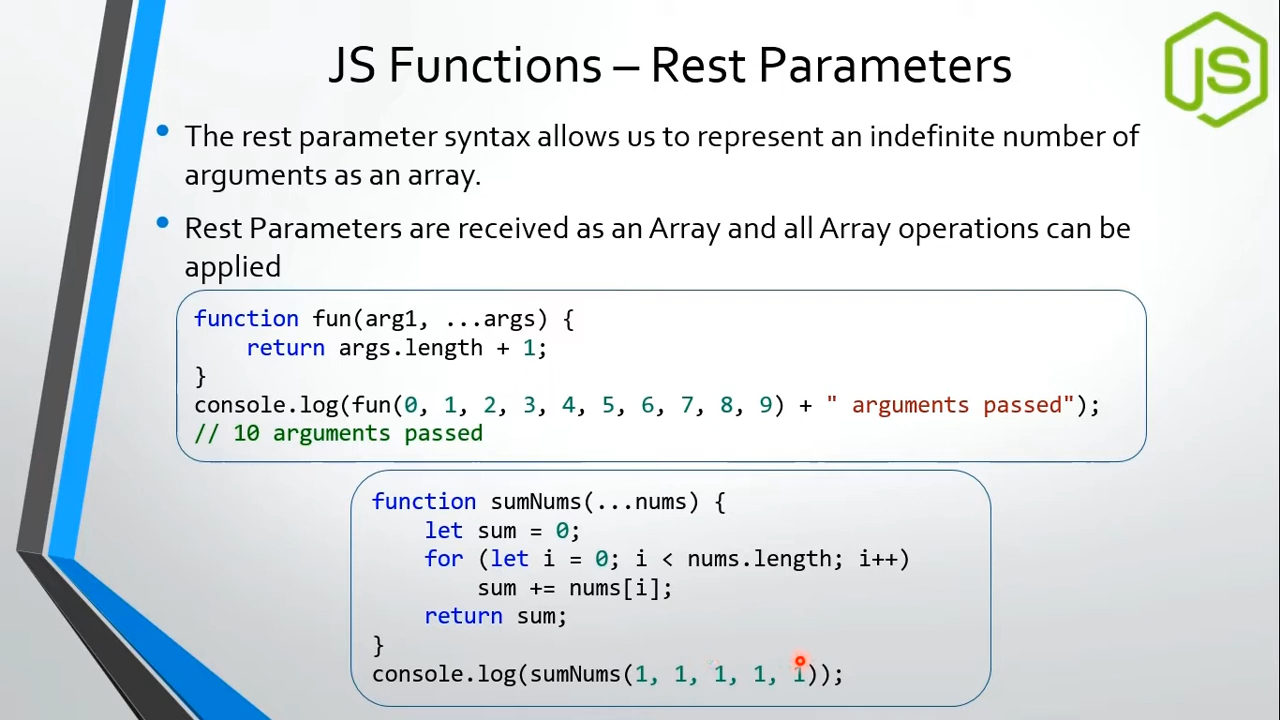 JS Functions – Rest Parameters
JS
• The rest parameter syntax allows us to represent an indefinite number of
arguments as an array.
• Rest Parameters are received as an Array and all Array operations can be
applied
function fun(arg1, ...args) {
    return args.length + 1;
}
console.log(fun(0, 1, 2, 3, 4, 5, 6, 7, 8, 9) + " arguments passed");
// 10 arguments passed
function sumNums(...nums) {
    let sum = 0;
    for (let i = 0; i < nums.length; i++)
        sum += nums[i];
    return sum;
}
console.log(sumNums(1, 1, 1, 1, 1));